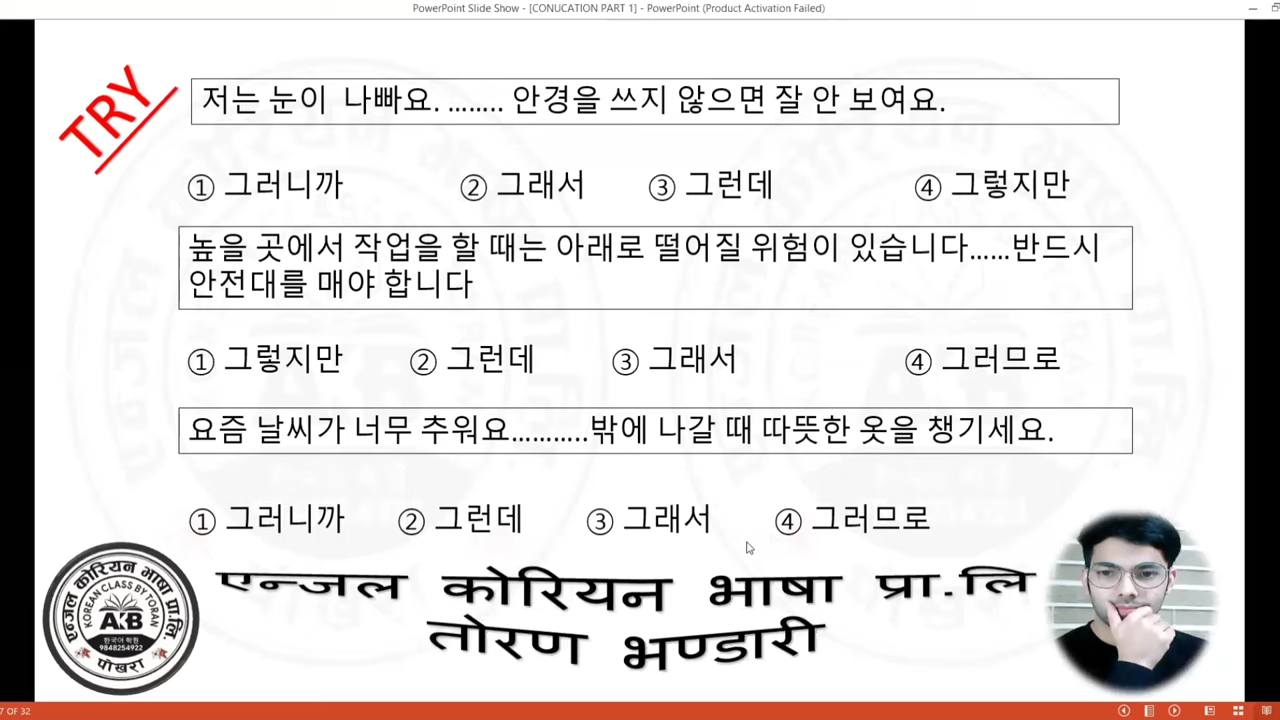 PowerPoint Slide Show - [CONUCATION PART 1] - PowerPoint (Product Activation Failed)
TRY
저는 눈이 나빠요. ........ 안경을 쓰지 않으면 잘 안 보여요.
① 그러니까 ② 그래서 ③ 그런데 ④ 그렇지만
높을 곳에서 작업을 할 때는 아래로 떨어질 위험이 있습니다......반드시
안전대를 매야 합니다
① 그렇지만 ② 그런데 ③ 그래서 ④ 그러므로
요즘 날씨가 너무 추워요...........밖에 나갈 때 따뜻한 옷을 챙기세요.
① 그러니까 ② 그런데 ③ 그래서 ④ 그러므로
एन्जल कोरियन भाषा प्रा.लि
तोरण भण्डारी
एन्जल कोरियन भाषा प्रा.लि.
KOREAN CLASS BY TORAN
AKB
한국어 학원
9848254922
पोखरा
7 OF 32